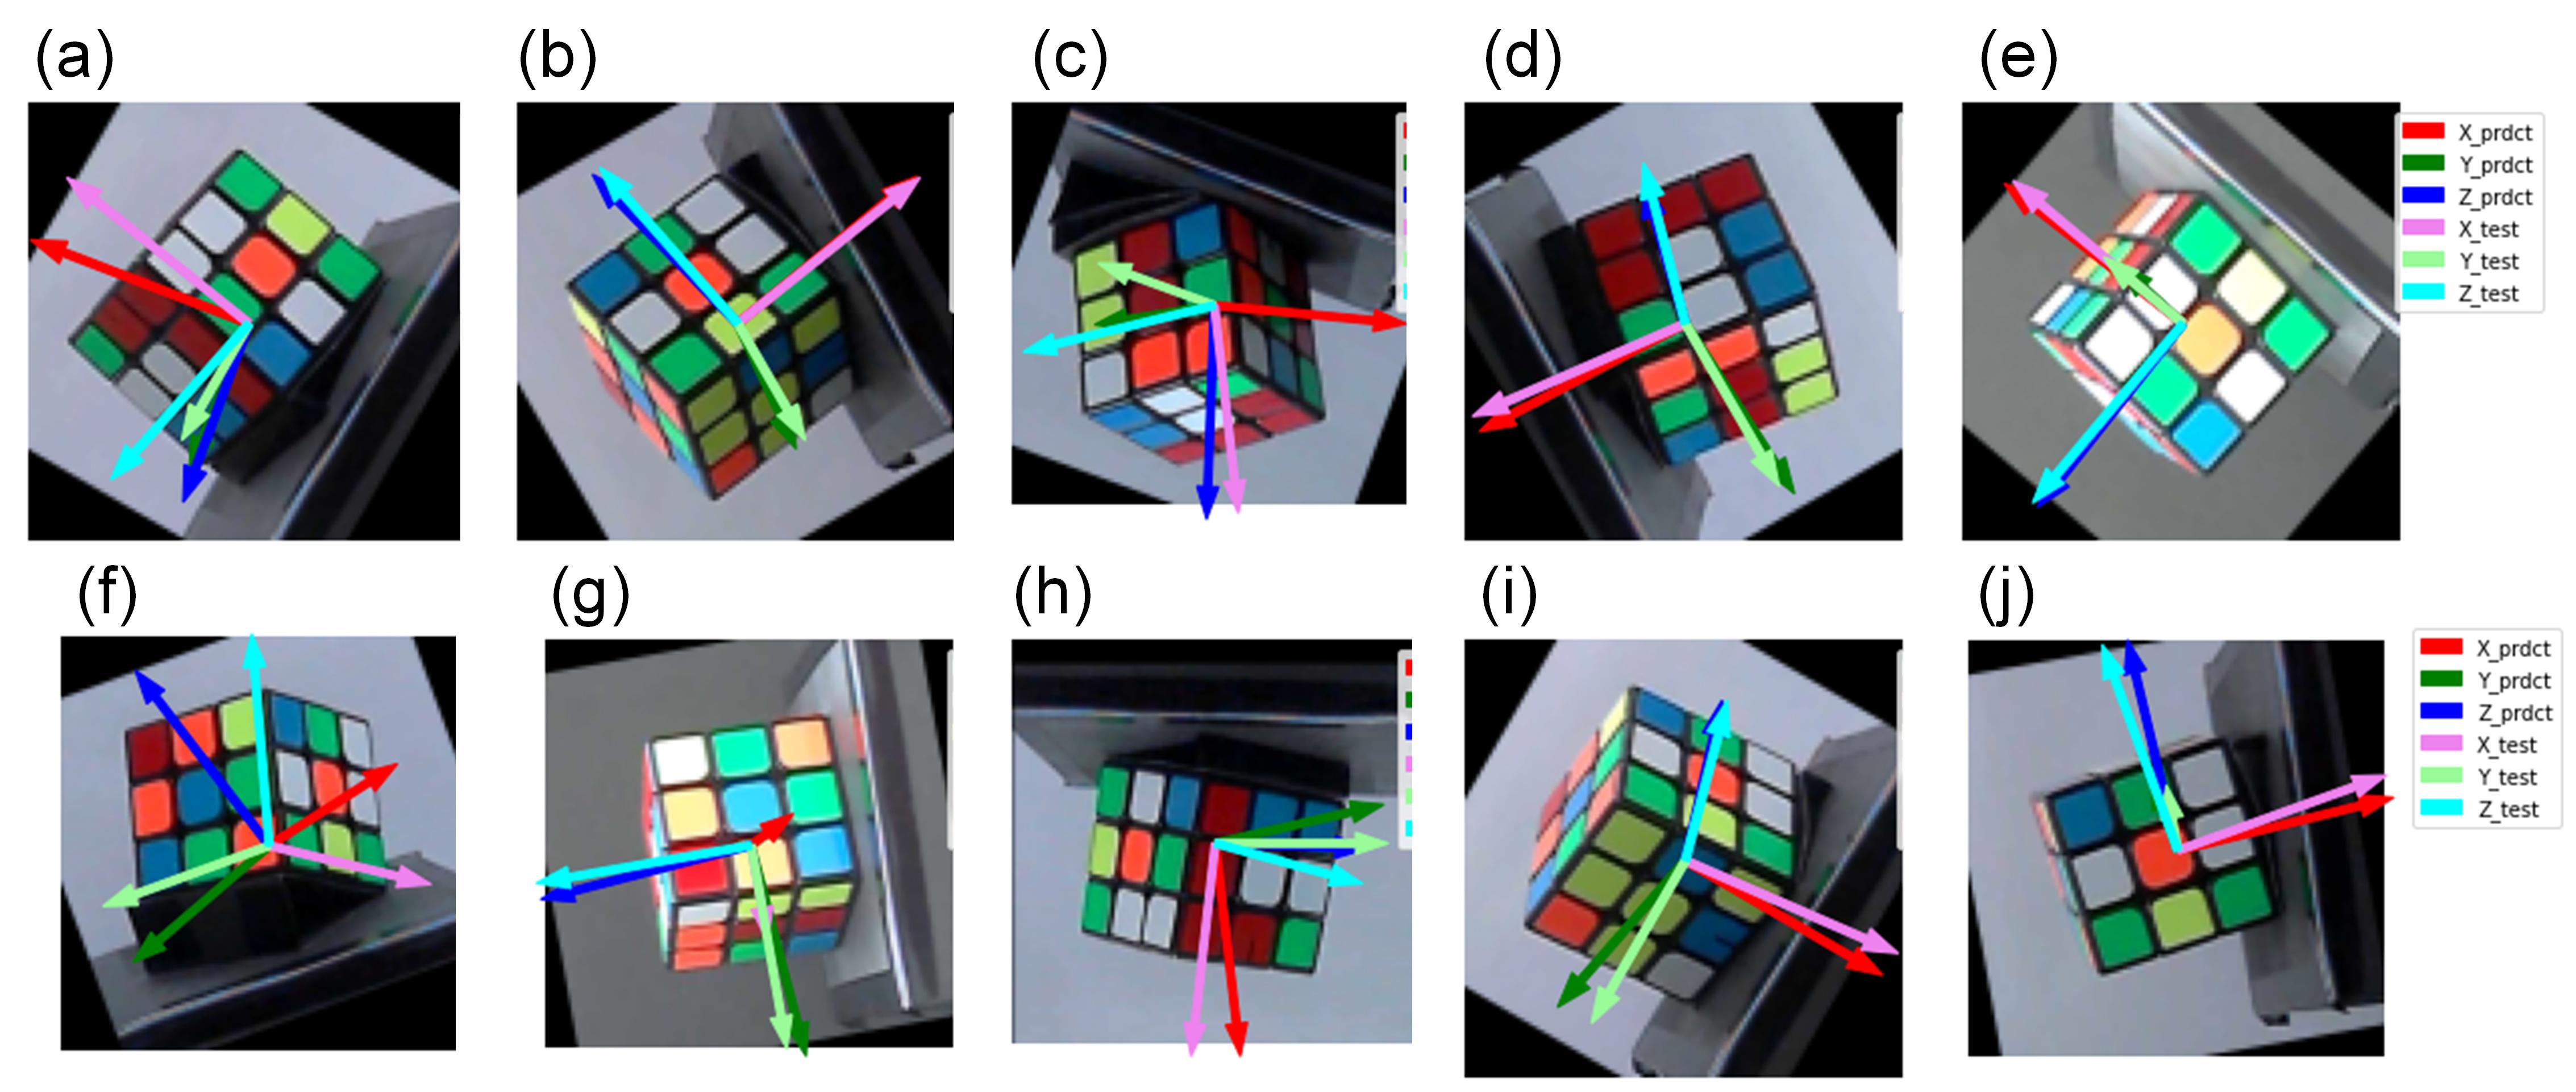 (a)
(b)
(c)
(d)
(e)
X_prdct
Y_prdct
Z_prdct
X_test
Y_test
Z_test
(f)
(g)
(h)
(i)
(j)
X_prdct
Y_prdct
Z_prdct
X_test
Y_test
Z_test